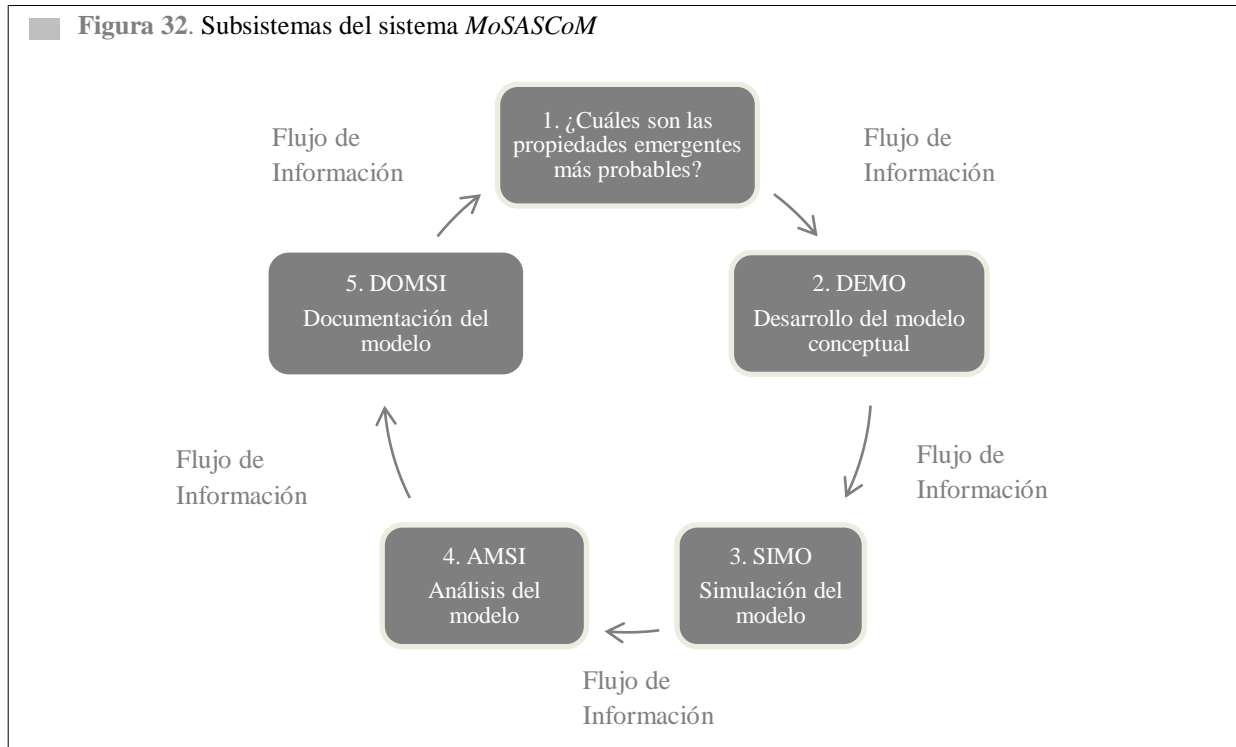 Figura 32. Subsistemas del sistema MoSASCoM
1. ¿Cuáles son las
propiedades emergentes
más probables?
Flujo de
Información
2. DEMO
Desarrollo del modelo
conceptual
Flujo de
Información
3. SIMO
Simulación del
modelo
Flujo de
Información
4. AMSI
Análisis del
modelo
Flujo de
Información
5. DOMSI
Documentación del
modelo
Flujo de
Información